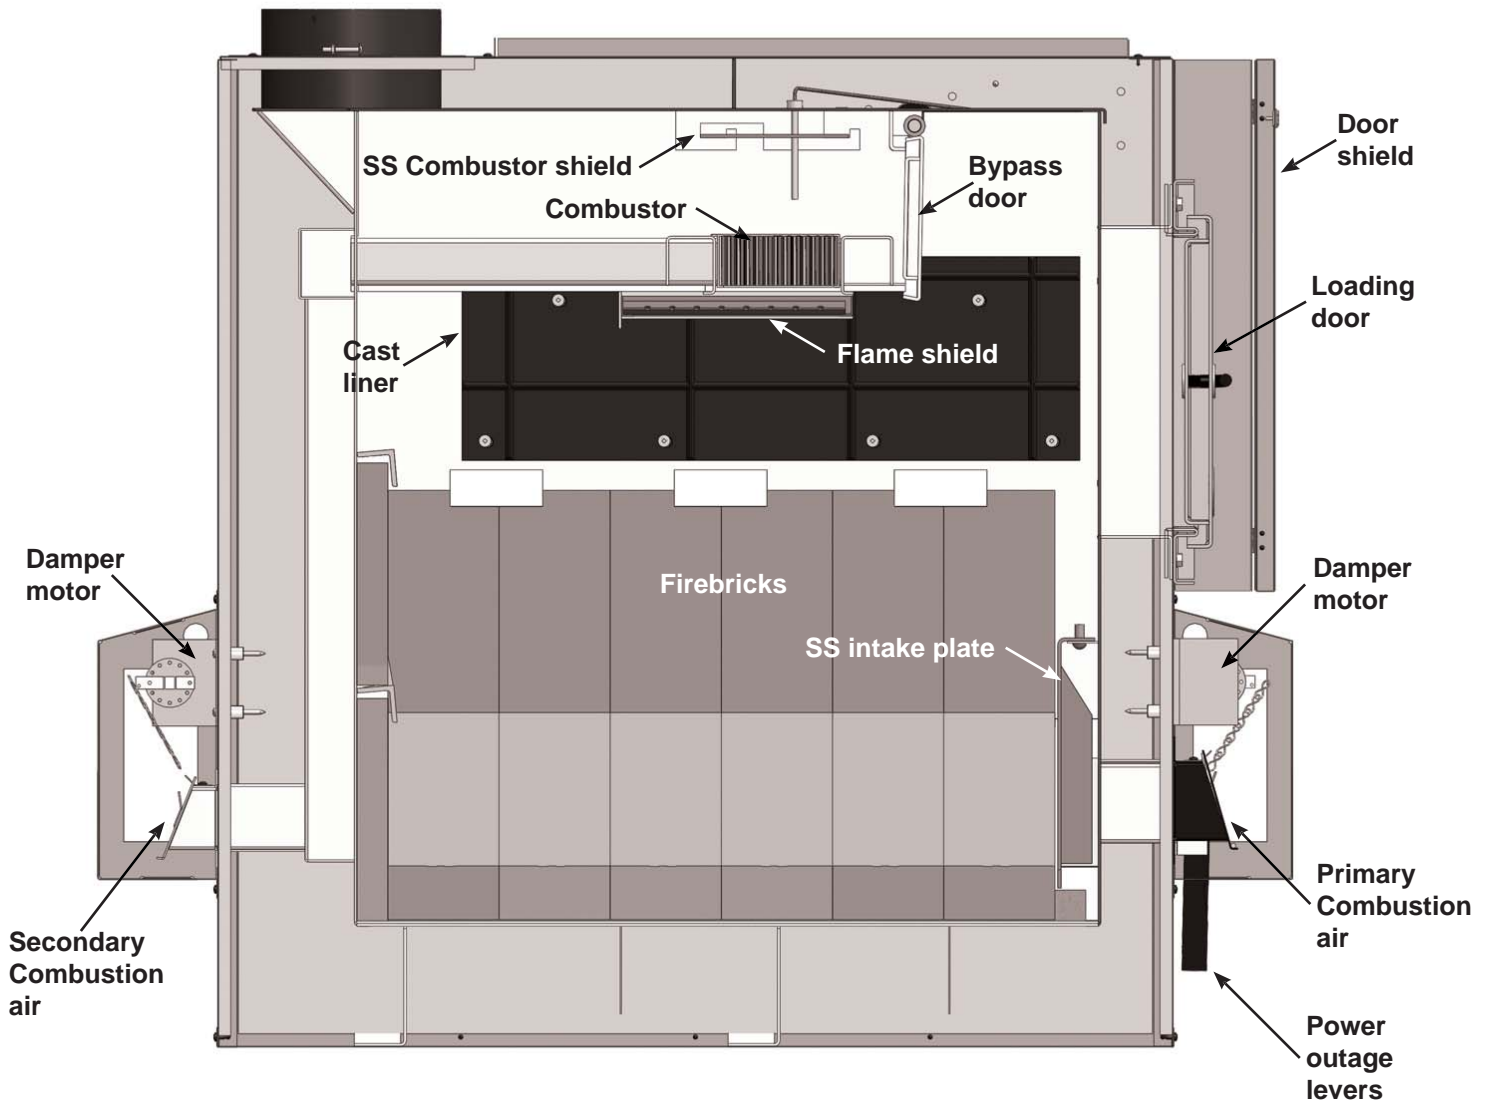 Door
shield
SS Combustor shield
Bypass
door
Combustor
Loading
door
Cast
liner
Flame shield
Damper
motor
Firebricks
Damper
motor
SS intake plate
Primary
Combustion
air
Secondary
Combustion
air
Power
outage
levers